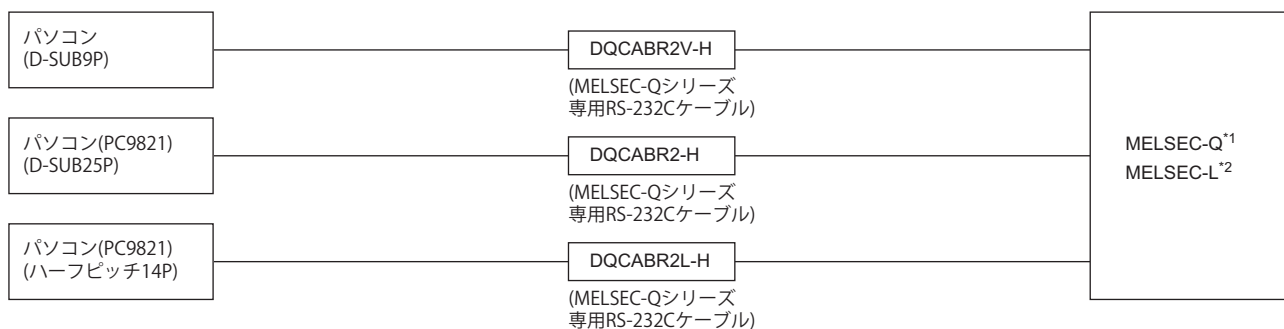 パソコン
(D-SUB9P)
DQCABR2V-H
(MELSEC-Qシリーズ
専用RS-232Cケーブル)
パソコン(PC9821)
(D-SUB25P)
DQCABR2-H
(MELSEC-Qシリーズ
専用RS-232Cケーブル)
パソコン(PC9821)
(ハーフピッチ14P)
DQCABR2L-H
(MELSEC-Qシリーズ
専用RS-232Cケーブル)
MELSEC-Q*1
MELSEC-L*2